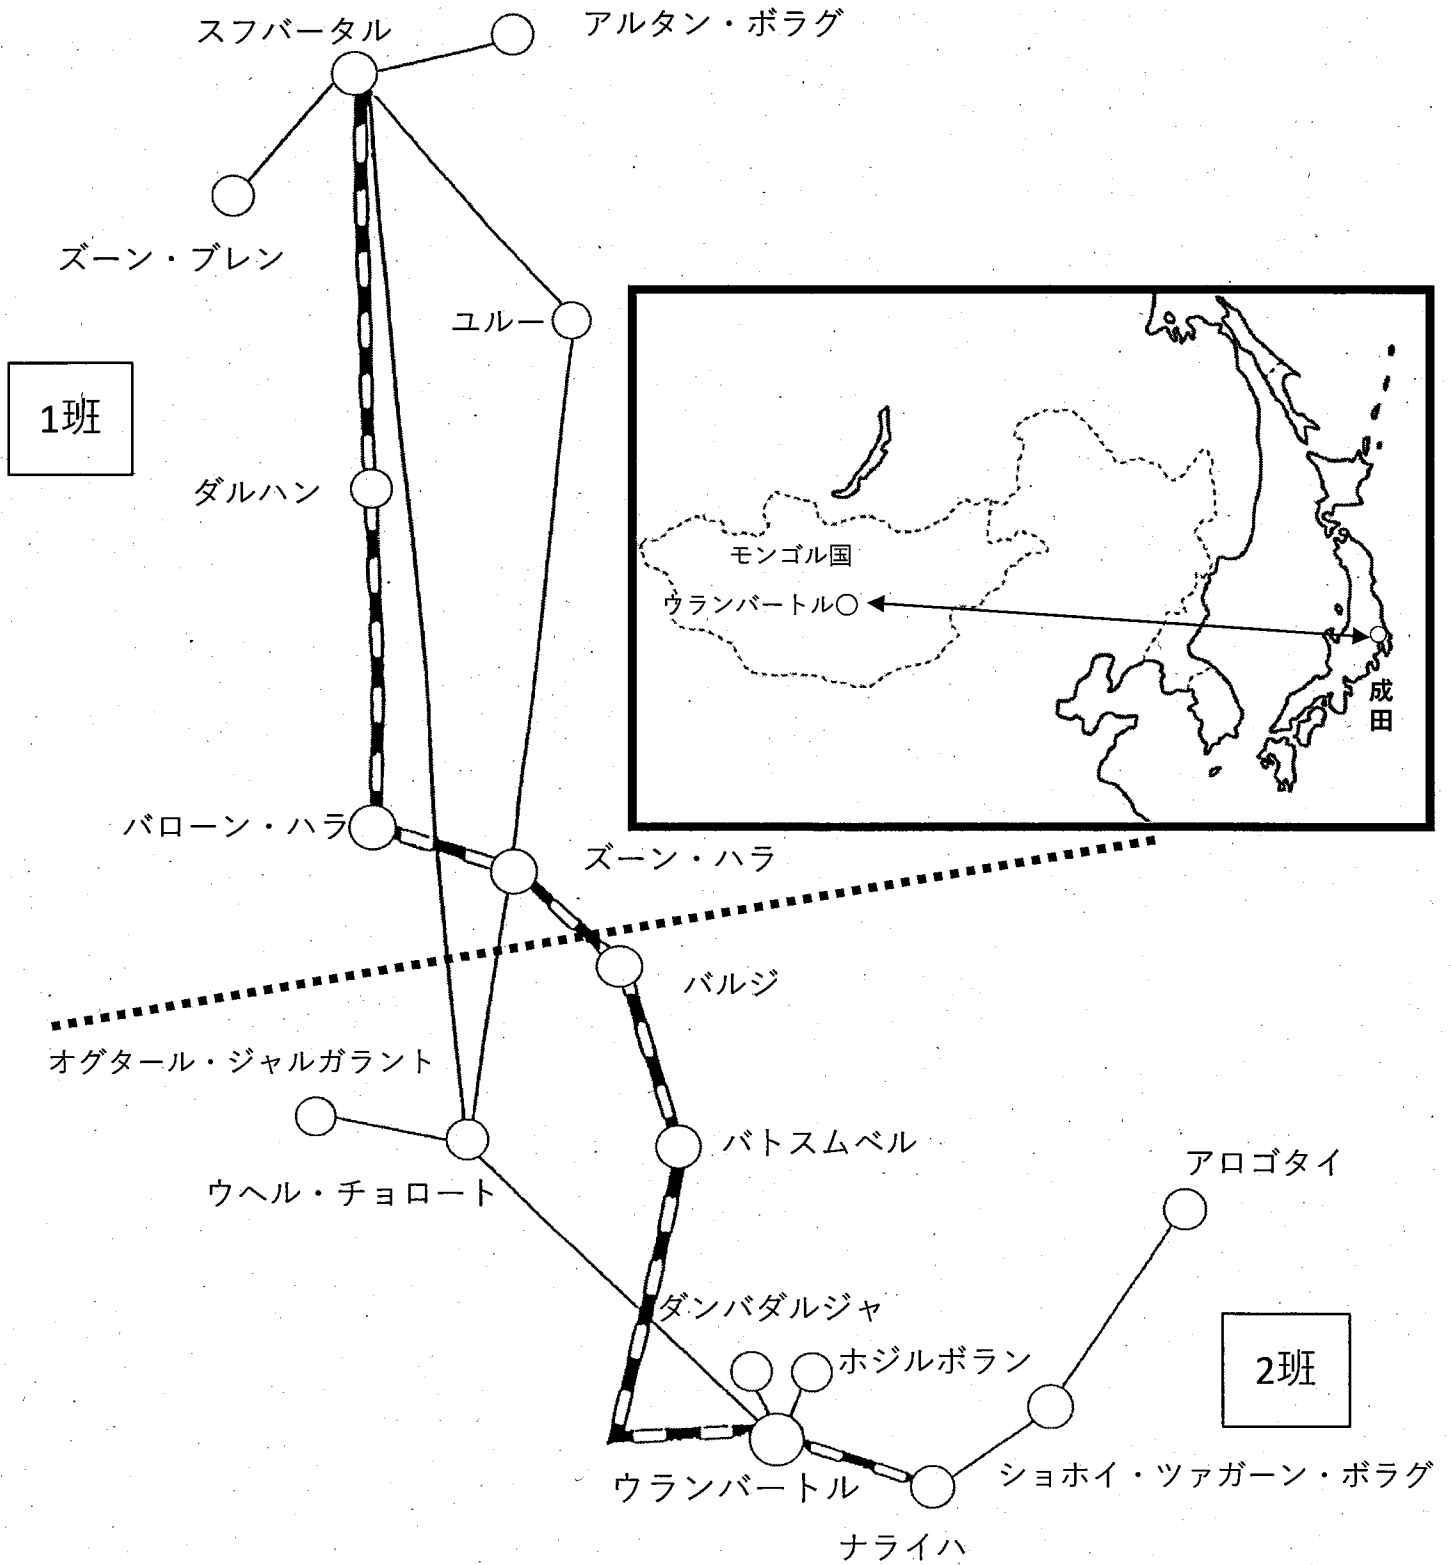 スフバータル
アルタン・ボラグ
ズーン・ブレン
ユルー
1班
ダルハン
モンゴル国
ウランバートル
成田
バローン・ハラ
ズーン・ハラ
バルジ
オグタール・ジャルガラント
バトスムベル
アロゴタイ
ウヘル・チョロート
ダンバダルジャ
ホジルボラン
2班
ショホイ・ツァガーン・ボラグ
ウランバートル
ナライハ